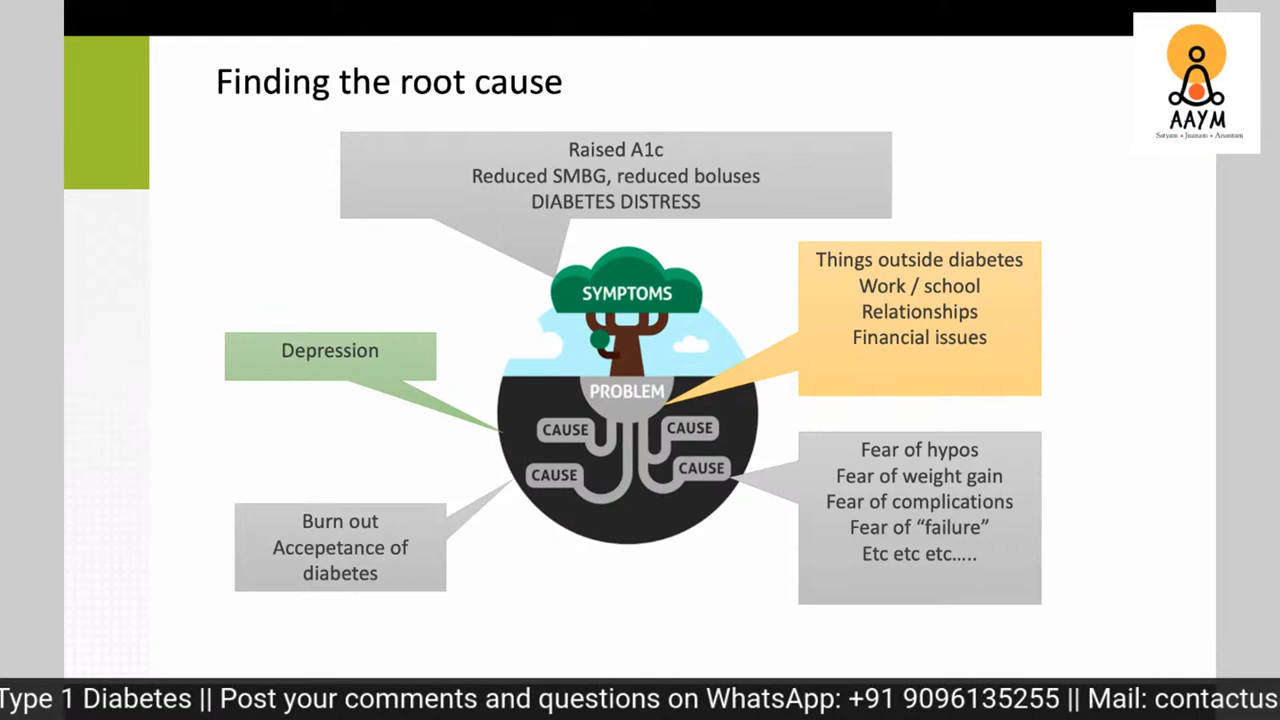 Finding the root cause
AAYM
Satyam • Jnanam • Anantam
Raised A1c
Reduced SMBG, reduced boluses
DIABETES DISTRESS
Things outside diabetes
Work / school
Relationships
Financial issues
SYMPTOMS
Depression
PROBLEM
CAUSE
CAUSE
CAUSE
CAUSE
Fear of hypos
Fear of weight gain
Fear of complications
Fear of “failure”
Etc etc etc…..
Burn out
Accepetance of
diabetes
Type 1 Diabetes || Post your comments and questions on WhatsApp: +91 9096135255 || Mail: contactus